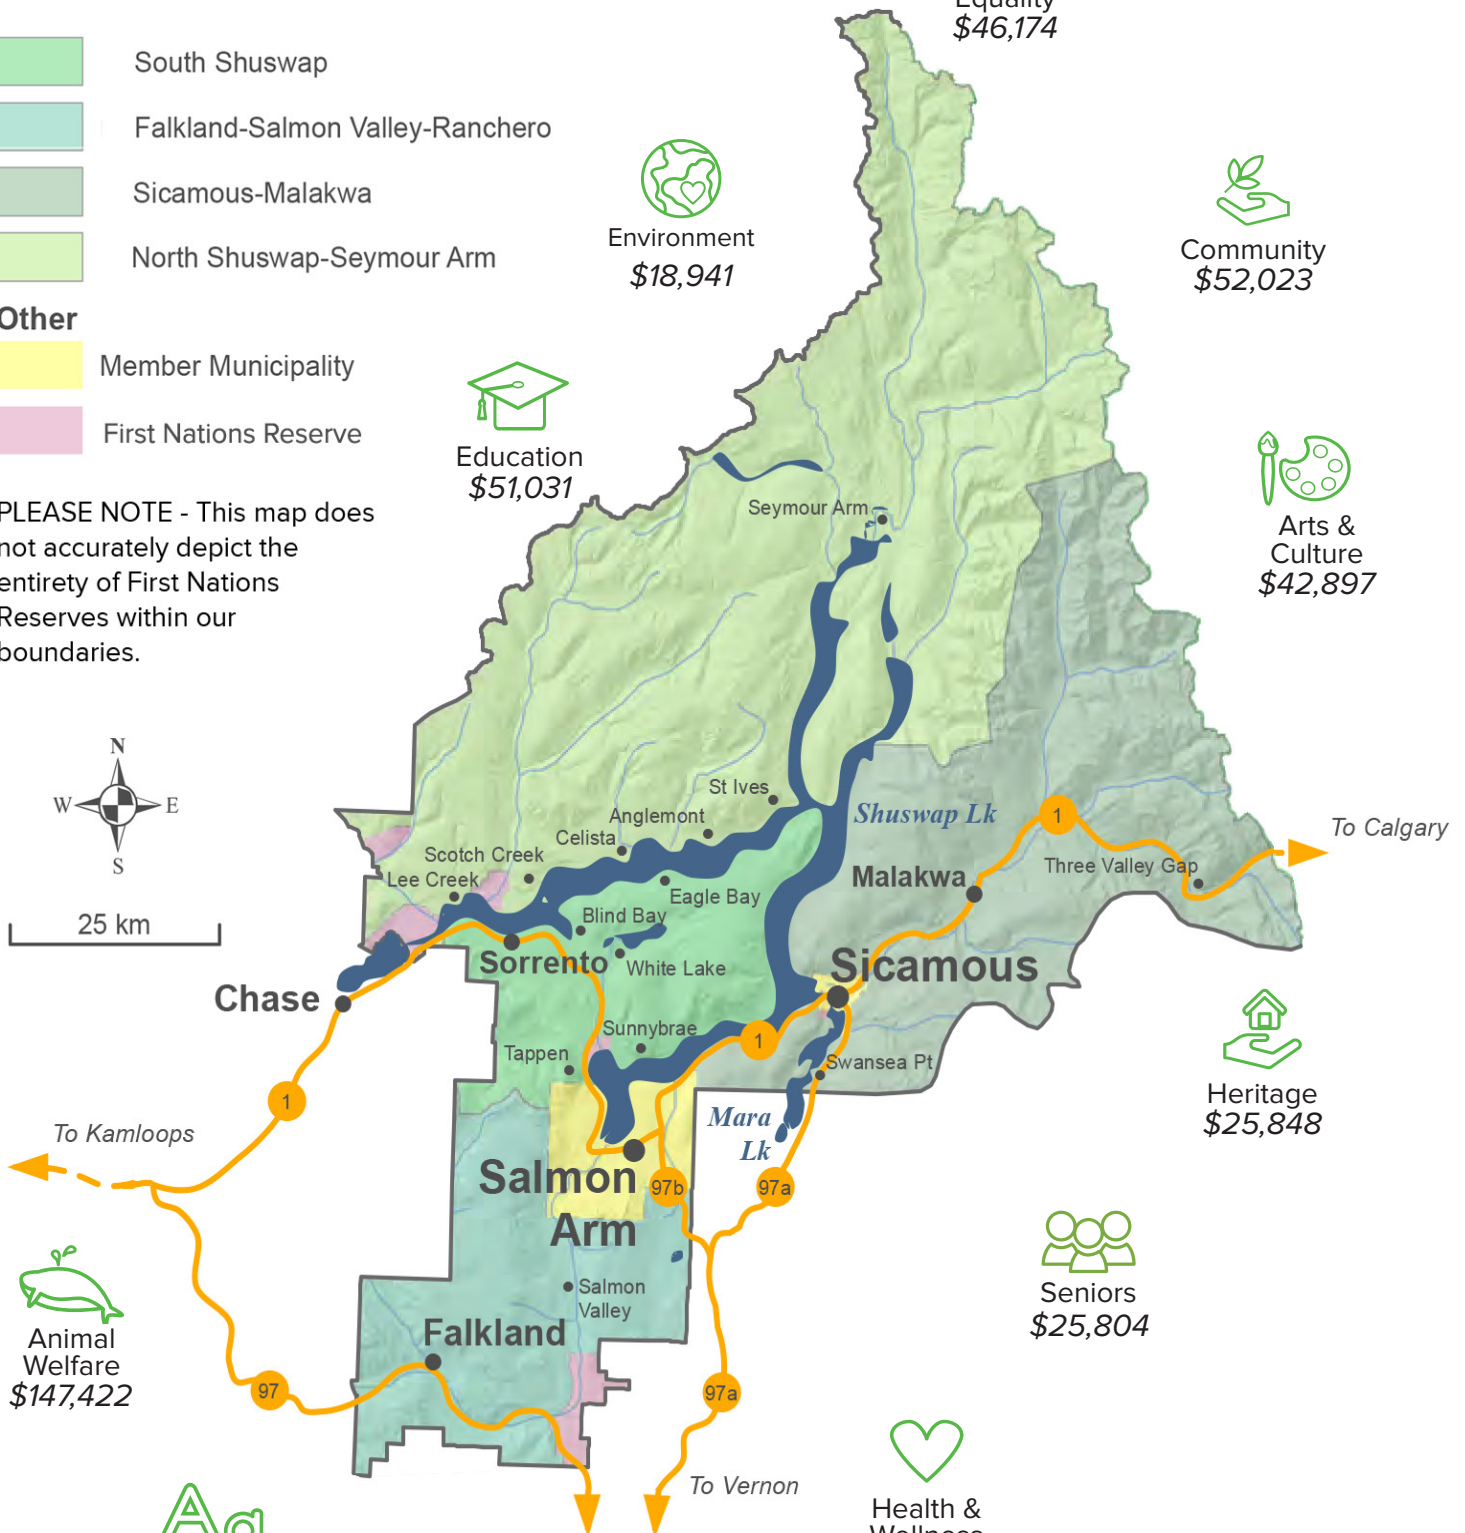 Equality
$46,174
South Shuswap
Falkland-Salmon Valley-Ranchero
Sicamous-Malakwa
North Shuswap-Seymour Arm
Other
Member Municipality
First Nations Reserve
PLEASE NOTE - This map does
not accurately depict the
entirety of First Nations
Reserves within our
boundaries.
Environment
$18,941
Community
$52,023
Education
$51,031
Arts &
Culture
$42,897
Seymour Arm
N
W
E
S
25 km
St Ives
Anglemont
Celista
Scotch Creek
Lee Creek
Eagle Bay
Blind Bay
White Lake
Sorrento
Chase
Shuswap Lk
1
To Calgary
Three Valley Gap
Malakwa
Sicamous
Sunnybrae
Tappen
1
Swansea Pt
Mara
Lk
1
To Kamloops
Salmon
Arm
97b
97a
Heritage
$25,848
Seniors
$25,804
Animal
Welfare
$147,422
Salmon
Valley
Falkland
97
97a
To Vernon
Health &
Wellness
Aa